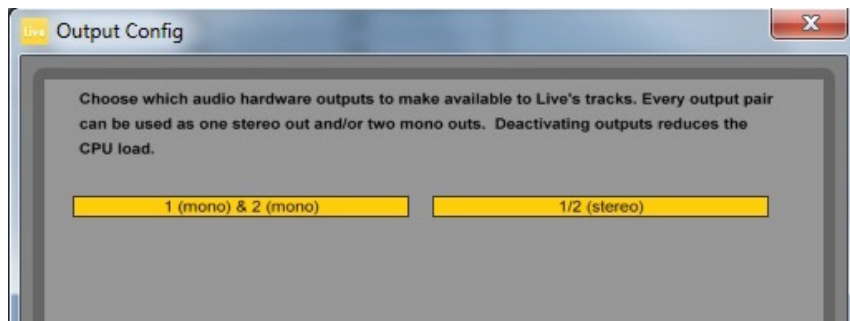 Live Output Config
Choose which audio hardware outputs to make available to Live's tracks. Every output pair
can be used as one stereo out and/or two mono outs. Deactivating outputs reduces the
CPU load.
1 (mono) & 2 (mono) 1/2 (stereo)